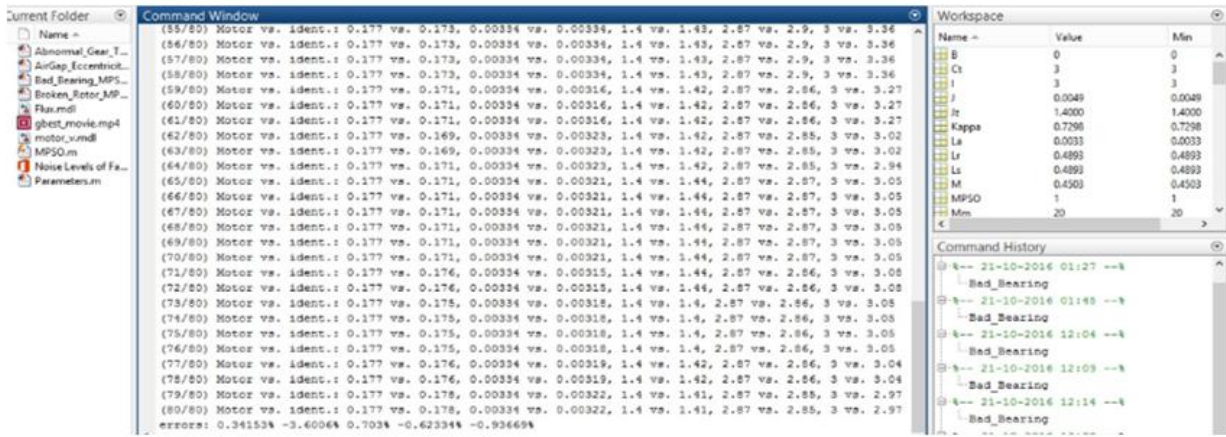 Current Folder
Name
Abnormal_Gear_T...
AirGap_Eccentricit...
Bad_Bearing_MPS...
Broken_Rotor_MP...
Flux.mdl
gbest_movie.mp4
motor_v.mdl
MPSO.m
Noise Levels of Fa...
Parameters.m
Command Window
(55/80) Motor vs. ident.: 0.177 vs. 0.173, 0.00334 vs. 0.00334, 1.4 vs. 1.43, 2.87 vs. 2.9, 3 vs. 3.36
(56/80) Motor vs. ident.: 0.177 vs. 0.173, 0.00334 vs. 0.00334, 1.4 vs. 1.43, 2.87 vs. 2.9, 3 vs. 3.36
(57/80) Motor vs. ident.: 0.177 vs. 0.173, 0.00334 vs. 0.00334, 1.4 vs. 1.43, 2.87 vs. 2.9, 3 vs. 3.36
(58/80) Motor vs. ident.: 0.177 vs. 0.173, 0.00334 vs. 0.00334, 1.4 vs. 1.43, 2.87 vs. 2.9, 3 vs. 3.36
(59/80) Motor vs. ident.: 0.177 vs. 0.171, 0.00334 vs. 0.00316, 1.4 vs. 1.42, 2.87 vs. 2.86, 3 vs. 3.27
(60/80) Motor vs. ident.: 0.177 vs. 0.171, 0.00334 vs. 0.00316, 1.4 vs. 1.42, 2.87 vs. 2.86, 3 vs. 3.27
(61/80) Motor vs. ident.: 0.177 vs. 0.171, 0.00334 vs. 0.00316, 1.4 vs. 1.42, 2.87 vs. 2.86, 3 vs. 3.27
(62/80) Motor vs. ident.: 0.177 vs. 0.169, 0.00334 vs. 0.00323, 1.4 vs. 1.42, 2.87 vs. 2.85, 3 vs. 3.02
(63/80) Motor vs. ident.: 0.177 vs. 0.169, 0.00334 vs. 0.00323, 1.4 vs. 1.42, 2.87 vs. 2.85, 3 vs. 3.02
(64/80) Motor vs. ident.: 0.177 vs. 0.171, 0.00334 vs. 0.00323, 1.4 vs. 1.42, 2.87 vs. 2.85, 3 vs. 2.94
(65/80) Motor vs. ident.: 0.177 vs. 0.171, 0.00334 vs. 0.00321, 1.4 vs. 1.44, 2.87 vs. 2.87, 3 vs. 3.05
(66/80) Motor vs. ident.: 0.177 vs. 0.171, 0.00334 vs. 0.00321, 1.4 vs. 1.44, 2.87 vs. 2.87, 3 vs. 3.05
(67/80) Motor vs. ident.: 0.177 vs. 0.171, 0.00334 vs. 0.00321, 1.4 vs. 1.44, 2.87 vs. 2.87, 3 vs. 3.05
(68/80) Motor vs. ident.: 0.177 vs. 0.171, 0.00334 vs. 0.00321, 1.4 vs. 1.44, 2.87 vs. 2.87, 3 vs. 3.05
(69/80) Motor vs. ident.: 0.177 vs. 0.171, 0.00334 vs. 0.00321, 1.4 vs. 1.44, 2.87 vs. 2.87, 3 vs. 3.05
(70/80) Motor vs. ident.: 0.177 vs. 0.171, 0.00334 vs. 0.00321, 1.4 vs. 1.44, 2.87 vs. 2.87, 3 vs. 3.05
(71/80) Motor vs. ident.: 0.177 vs. 0.176, 0.00334 vs. 0.00315, 1.4 vs. 1.44, 2.87 vs. 2.86, 3 vs. 3.08
(72/80) Motor vs. ident.: 0.177 vs. 0.176, 0.00334 vs. 0.00315, 1.4 vs. 1.44, 2.87 vs. 2.86, 3 vs. 3.08
(73/80) Motor vs. ident.: 0.177 vs. 0.175, 0.00334 vs. 0.00318, 1.4 vs. 1.4, 2.87 vs. 2.86, 3 vs. 3.05
(74/80) Motor vs. ident.: 0.177 vs. 0.175, 0.00334 vs. 0.00318, 1.4 vs. 1.4, 2.87 vs. 2.86, 3 vs. 3.05
(75/80) Motor vs. ident.: 0.177 vs. 0.175, 0.00334 vs. 0.00318, 1.4 vs. 1.4, 2.87 vs. 2.86, 3 vs. 3.05
(76/80) Motor vs. ident.: 0.177 vs. 0.175, 0.00334 vs. 0.00318, 1.4 vs. 1.4, 2.87 vs. 2.86, 3 vs. 3.05
(77/80) Motor vs. ident.: 0.177 vs. 0.176, 0.00334 vs. 0.00319, 1.4 vs. 1.42, 2.87 vs. 2.86, 3 vs. 3.04
(78/80) Motor vs. ident.: 0.177 vs. 0.176, 0.00334 vs. 0.00319, 1.4 vs. 1.42, 2.87 vs. 2.86, 3 vs. 3.04
(79/80) Motor vs. ident.: 0.177 vs. 0.178, 0.00334 vs. 0.00322, 1.4 vs. 1.41, 2.87 vs. 2.85, 3 vs. 2.97
(80/80) Motor vs. ident.: 0.177 vs. 0.178, 0.00334 vs. 0.00322, 1.4 vs. 1.41, 2.87 vs. 2.85, 3 vs. 2.97
errors: 0.34153% -3.6006% 0.703% -0.62334% -0.93669%
Workspace
Name Value Min
B 0 0
Ct 3 3
I 3 3
J 0.0049 0.0049
Jt 1.4000 1.4000
Kappa 0.7298 0.7298
La 0.0033 0.0033
Lr 0.4893 0.4893
Ls 0.4893 0.4893
M 0.4503 0.4503
MPSO 1 1
Mm 20 20
Command History
%-- 21-10-2016 01:27 --%
Bad_Bearing
%-- 21-10-2016 01:48 --%
Bad_Bearing
%-- 21-10-2016 12:04 --%
Bad_Bearing
%-- 21-10-2016 12:09 --%
Bad_Bearing
%-- 21-10-2016 12:14 --%
Bad_Bearing